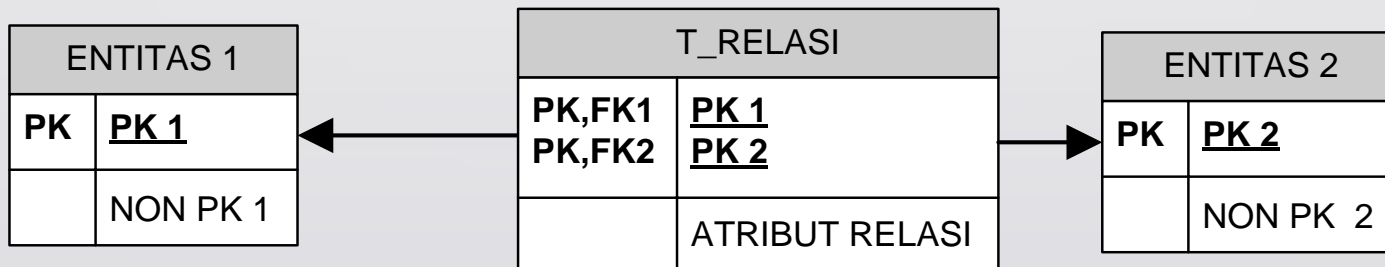 ENTITAS 1
PK PK 1
NON PK 1
T_RELASI
PK,FK1 PK 1
PK,FK2 PK 2
ATRIBUT RELASI
ENTITAS 2
PK PK 2
NON PK 2